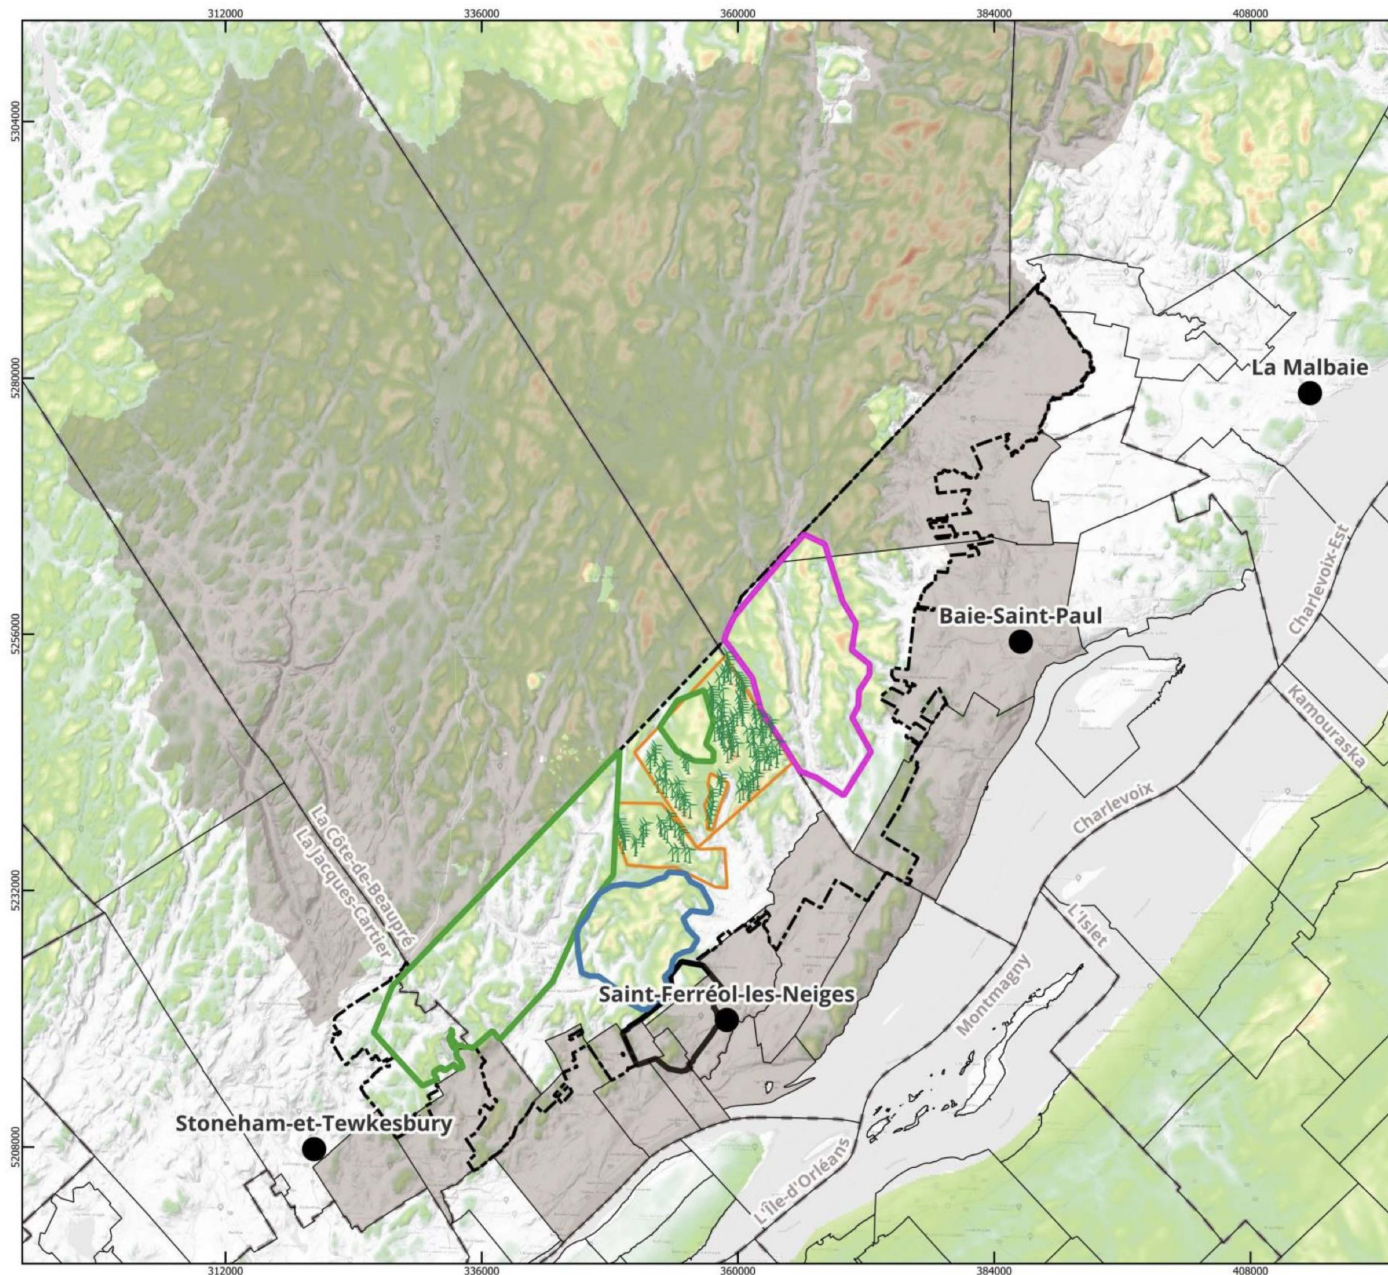 312000
336000
360000
384000
408000
5304000
5280000
La Malbaie
Charlevoix-Est
5256000
Baie-Saint-Paul
Kamouraska
Charlevoix
La Côte-de-Beaupré
La Jacques-Cartier
5232000
L'Islet
Montmagny
Saint-Ferréol-les-Neiges
Stoneham-et-Tewkesbury
5208000
L'Île-d'Orléans
312000
336000
360000
384000
408000